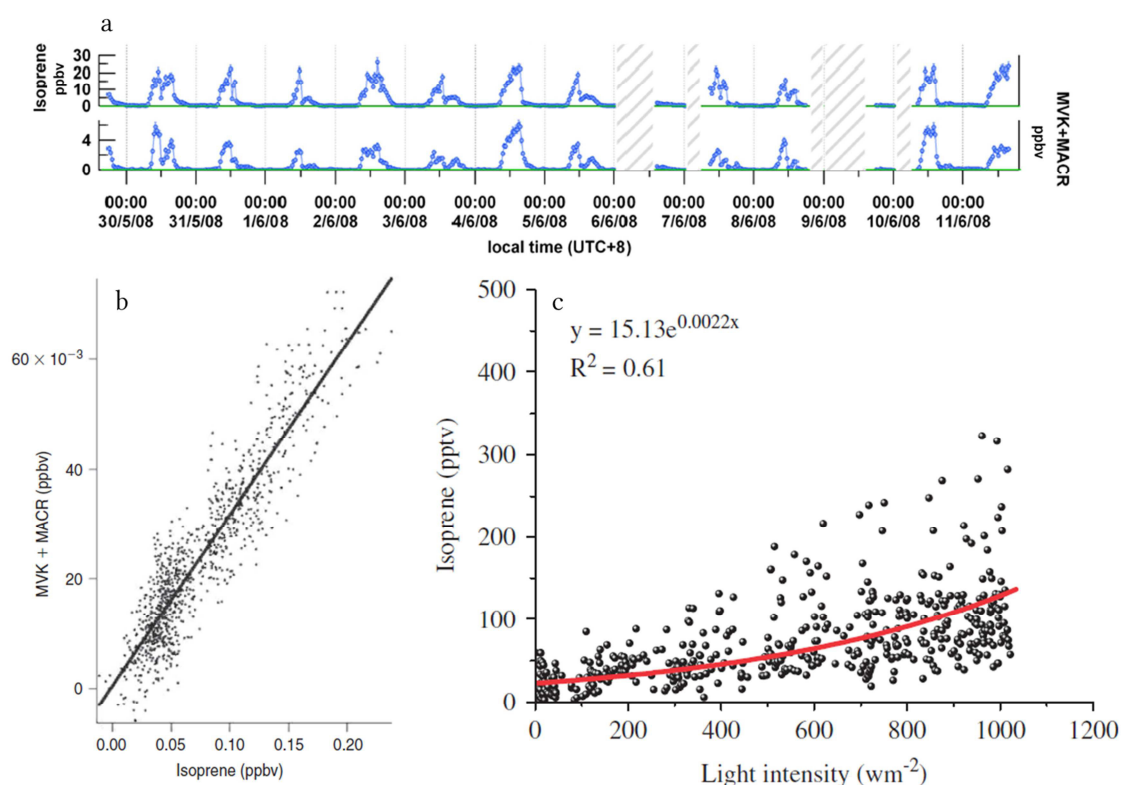 a
Isoprene
ppbv
30
20
10
0
4
0
MVK+MACR
ppbv
00:00 00:00 00:00 00:00 00:00 00:00 00:00 00:00 00:00 00:00 00:00 00:00 00:00
30/5/08 31/5/08 1/6/08 2/6/08 3/6/08 4/6/08 5/6/08 6/6/08 7/6/08 8/6/08 9/6/08 10/6/08 11/6/08
local time (UTC+8)
b
MVK + MACR (ppbv)
60 × 10⁻³
40
20
0
0.00 0.05 0.10 0.15 0.20
Isoprene (ppbv)
c
y = 15.13e^0.0022x
R² = 0.61
Isoprene (pptv)
500
400
300
200
100
0
0 200 400 600 800 1000 1200
Light intensity (wm⁻²)